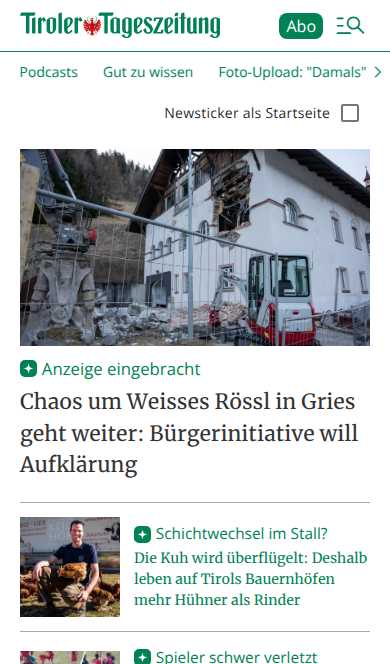 Tiroler Tageszeitung
Abo
Podcasts Gut zu wissen Foto-Upload: "Damals"
Newsticker als Startseite
Anzeige eingebracht
Chaos um Weisses Rössl in Gries
geht weiter: Bürgerinitiative will
Aufklärung
Schichtwechsel im Stall?
Die Kuh wird überflügelt: Deshalb
leben auf Tirols Bauernhöfen
mehr Hühner als Rinder
Spieler schwer verletzt